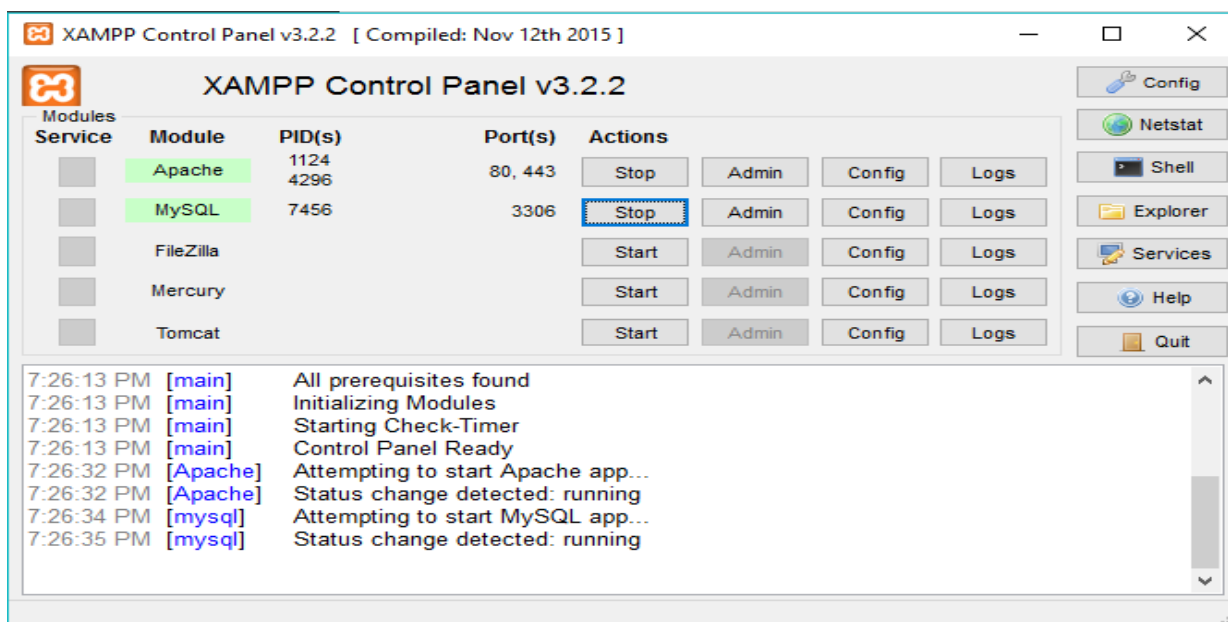 XAMPP Control Panel v3.2.2 [ Compiled: Nov 12th 2015 ]
XAMPP Control Panel v3.2.2
Config
Modules
Service Module PID(s) Port(s) Actions
Netstat
Apache 1124 4296 80, 443 Stop Admin Config Logs
Shell
MySQL 7456 3306 Stop Admin Config Logs
Explorer
FileZilla Start Admin Config Logs
Services
Mercury Start Admin Config Logs
Help
Tomcat Start Admin Config Logs
Quit
7:26:13 PM [main] All prerequisites found
7:26:13 PM [main] Initializing Modules
7:26:13 PM [main] Starting Check-Timer
7:26:13 PM [main] Control Panel Ready
7:26:32 PM [Apache] Attempting to start Apache app...
7:26:32 PM [Apache] Status change detected: running
7:26:34 PM [mysql] Attempting to start MySQL app...
7:26:35 PM [mysql] Status change detected: running